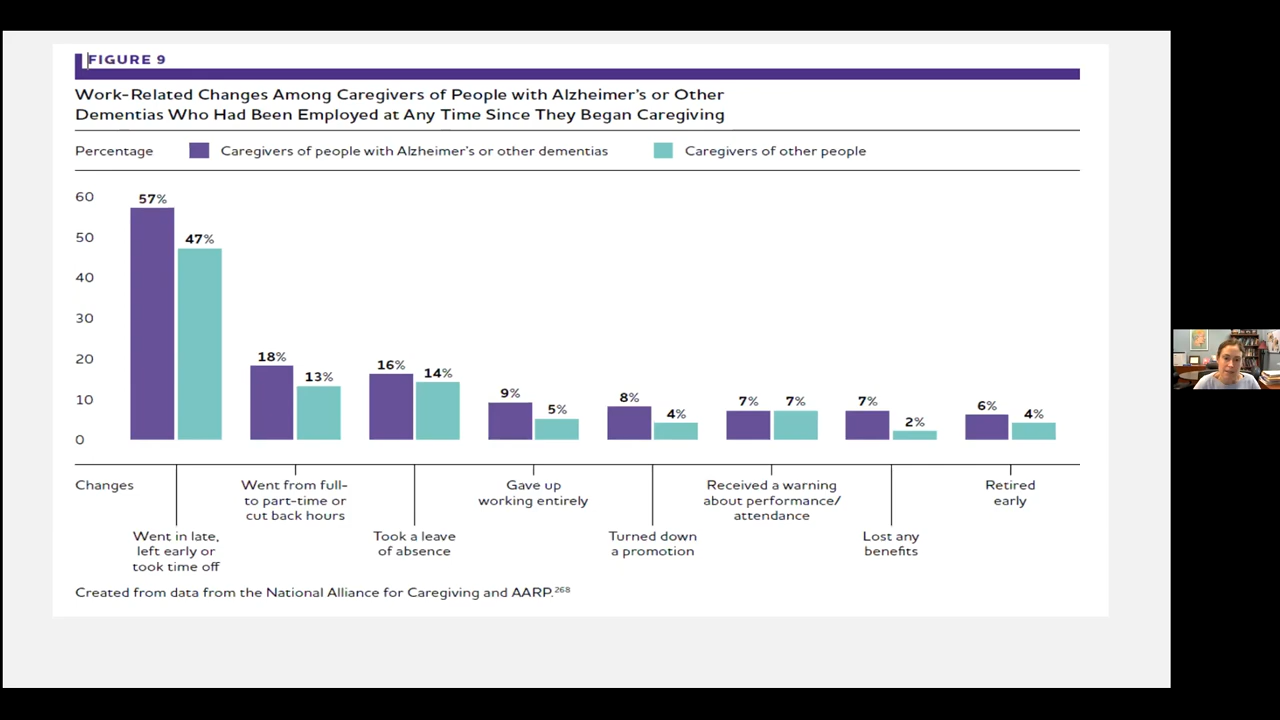 FIGURE 9
Work-Related Changes Among Caregivers of People with Alzheimer's or Other
Dementias Who Had Been Employed at Any Time Since They Began Caregiving
Percentage
Caregivers of people with Alzheimer's or other dementias
Caregivers of other people
60
50
40
30
20
10
0
57%
47%
18%
13%
16%
14%
9%
5%
8%
4%
7%
7%
7%
2%
6%
4%
Changes
Went in late,
left early or
took time off
Went from full-
to part-time or
cut back hours
Took a leave
of absence
Gave up
working entirely
Turned down
a promotion
Received a warning
about performance/
attendance
Lost any
benefits
Retired
early
Created from data from the National Alliance for Caregiving and AARP.²⁶⁸